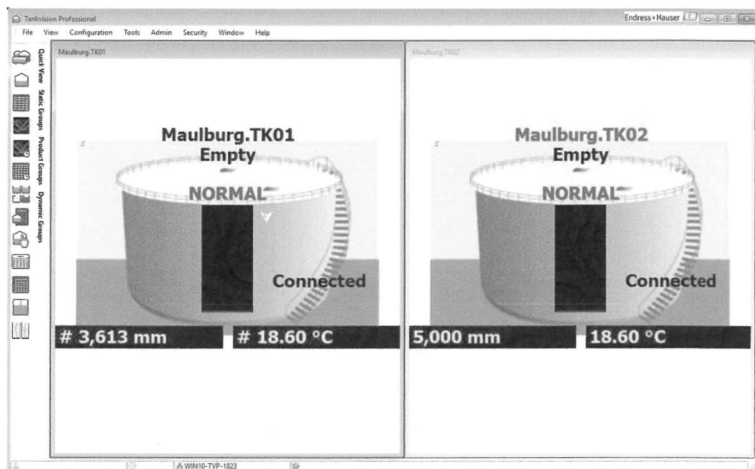 Tankvision Professional
Endress+Hauser
File View Configuration Tools Admin Security Window Help
Maulburg.TK01
Maulburg.TK02
Quick View
Static Groups
Product Groups
Dynamic Groups
Maulburg.TK01
Empty
NORMAL
Connected
# 3,613 mm
# 18.60 °C
Maulburg.TK02
Empty
NORMAL
Connected
5,000 mm
18.60 °C
WIN10-TVP-1823